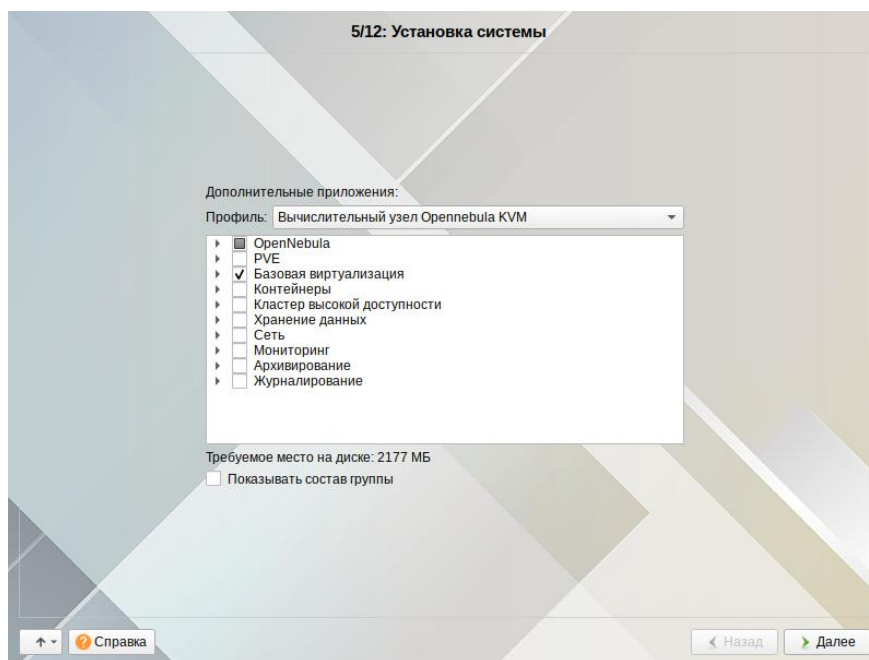 5/12: Установка системы
Дополнительные приложения:
Профиль: Вычислительный узел Opennebula KVM
OpenNebula
PVE
Базовая виртуализация
Контейнеры
Кластер высокой доступности
Хранение данных
Сеть
Мониторинг
Архивирование
Журналирование
Требуемое место на диске: 2177 МБ
Показывать состав группы
Справка
Назад
Далее